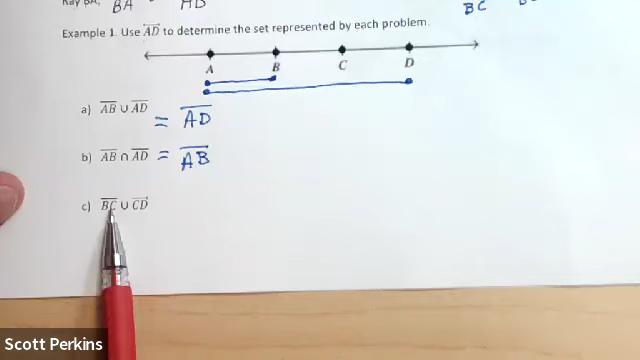 Ray BA,
BA
BC
Example 1. Use AD to determine the set represented by each problem.
A B C D
a) AB ∪ AD = AD
b) AB ∩ AD = AB
c) BC ∪ CD
Scott Perkins